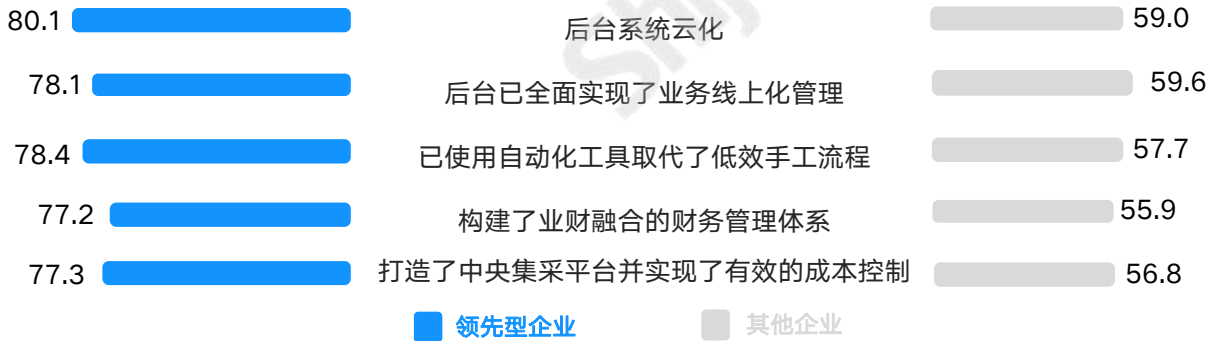 80.1 后台系统云化 59.0
78.1 后台已全面实现了业务线上化管理 59.6
78.4 已使用自动化工具取代了低效手工流程 57.7
77.2 构建了业财融合的财务管理体系 55.9
77.3 打造了中央集采平台并实现了有效的成本控制 56.8
领先型企业 其他企业